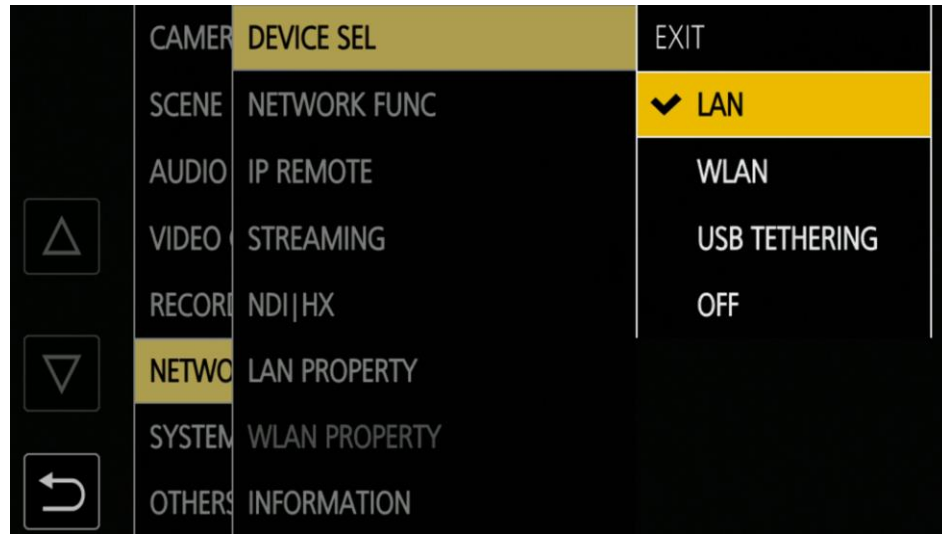 CAMER
SCENE
AUDIO
VIDEO
RECORD
NETWO
SYSTEM
OTHERS
DEVICE SEL
NETWORK FUNC
IP REMOTE
STREAMING
NDI|HX
LAN PROPERTY
WLAN PROPERTY
INFORMATION
EXIT
LAN
WLAN
USB TETHERING
OFF